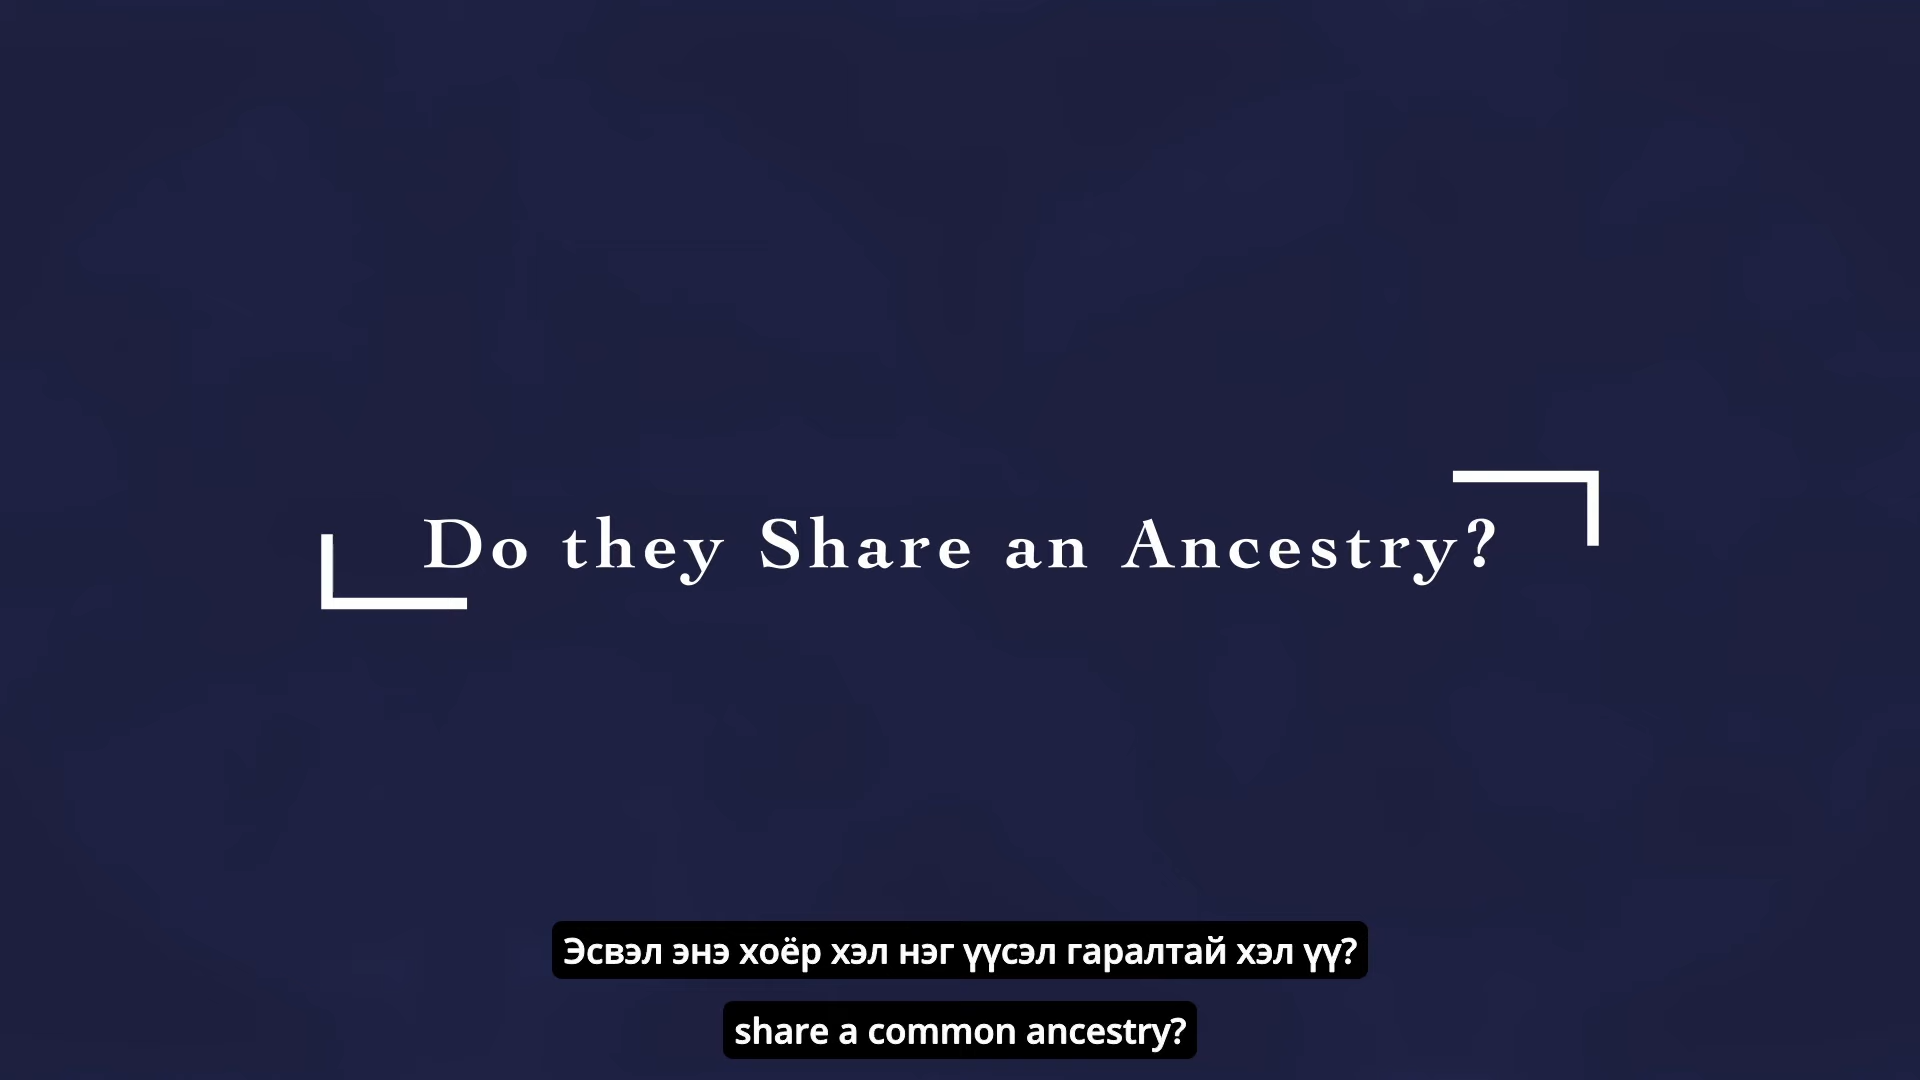 Do they Share an Ancestry?
Эсвэл энэ хоёр хэл нэг үүсэл гаралтай хэл үү?
share a common ancestry?